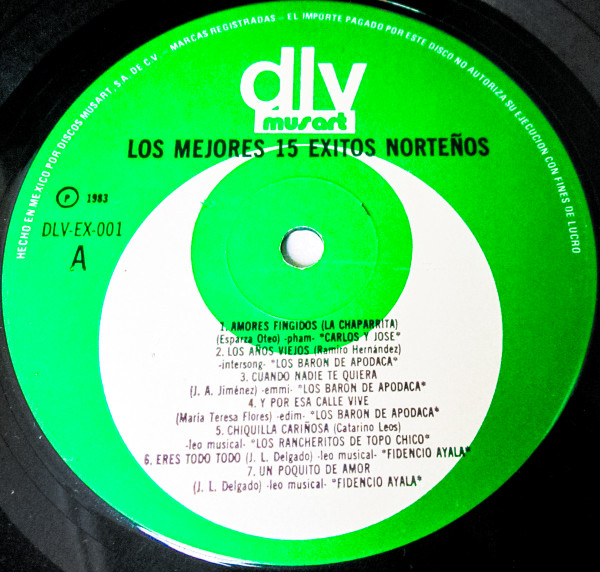 HECHO EN MEXICO POR DISCOS MUSART, S.A. DE C.V. – MARCAS REGISTRADAS – EL IMPORTE PAGADO POR ESTE DISCO NO AUTORIZA SU EJECUCION CON FINES DE LUCRO
dlv
musart
LOS MEJORES 15 EXITOS NORTEÑOS
Ⓟ 1983
DLV-EX-001
A
1. AMORES FINGIDOS (LA CHAPARRITA)
(Esparza Oteo) -pham- "CARLOS Y JOSE"
2. LOS AÑOS VIEJOS (Ramiro Hernández)
-intersong- "LOS BARON DE APODACA"
3. CUANDO NADIE TE QUIERA
(J. A. Jiménez) -emmi- "LOS BARON DE APODACA"
4. Y POR ESA CALLE VIVE
(María Teresa Flores) -edim- "LOS BARON DE APODACA"
5. CHIQUILLA CARIÑOSA (Catarino Leos)
-leo musical- "LOS RANCHERITOS DE TOPO CHICO"
6. ERES TODO TODO (J. L. Delgado) -leo musical- "FIDENCIO AYALA"
7. UN POQUITO DE AMOR
(J. L. Delgado) -leo musical- "FIDENCIO AYALA"